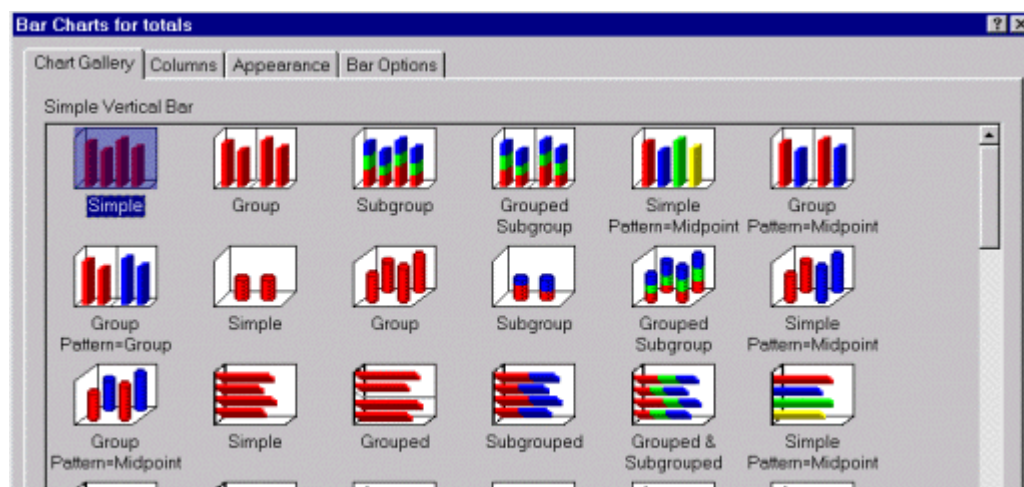 Bar Charts for totals
Chart Gallery Columns Appearance Bar Options
Simple Vertical Bar
Simple Group Subgroup Grouped Subgroup Simple Pattern=Midpoint Group Pattern=Midpoint
Group Pattern=Group Simple Group Subgroup Grouped Subgroup Simple Pattern=Midpoint
Group Pattern=Midpoint Simple Grouped Subgrouped Grouped & Subgrouped Simple Pattern=Midpoint